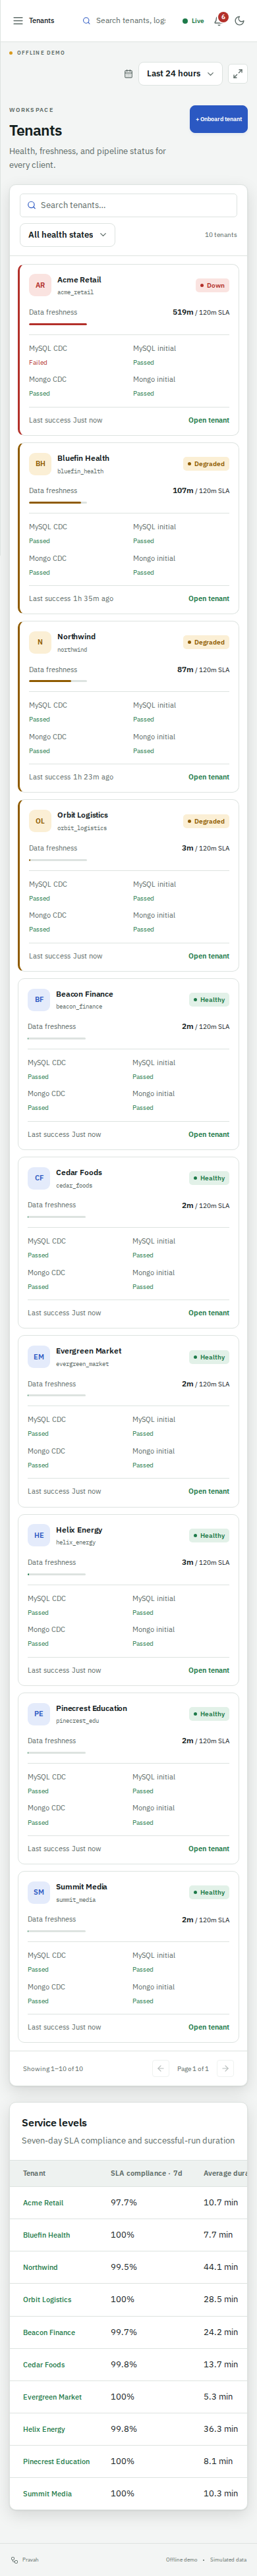 Tenants
Search tenants, log
Live
6
OFFLINE DEMO
Last 24 hours
WORKSPACE
Tenants
+ Onboard tenant
Health, freshness, and pipeline status for
every client.
Search tenants...
All health states
10 tenants
AR
Acme Retail
acme_retail
Down
Data freshness
519m / 120m SLA
MySQL CDC
MySQL initial
Failed
Passed
Mongo CDC
Mongo initial
Passed
Passed
Last success Just now
Open tenant
BH
Bluefin Health
bluefin_health
Degraded
Data freshness
107m / 120m SLA
MySQL CDC
MySQL initial
Passed
Passed
Mongo CDC
Mongo initial
Passed
Passed
Last success 1h 35m ago
Open tenant
N
Northwind
northwind
Degraded
Data freshness
87m / 120m SLA
MySQL CDC
MySQL initial
Passed
Passed
Mongo CDC
Mongo initial
Passed
Passed
Last success 1h 23m ago
Open tenant
OL
Orbit Logistics
orbit_logistics
Degraded
Data freshness
3m / 120m SLA
MySQL CDC
MySQL initial
Passed
Passed
Mongo CDC
Mongo initial
Passed
Passed
Last success Just now
Open tenant
BF
Beacon Finance
beacon_finance
Healthy
Data freshness
2m / 120m SLA
MySQL CDC
MySQL initial
Passed
Passed
Mongo CDC
Mongo initial
Passed
Passed
Last success Just now
Open tenant
CF
Cedar Foods
cedar_foods
Healthy
Data freshness
2m / 120m SLA
MySQL CDC
MySQL initial
Passed
Passed
Mongo CDC
Mongo initial
Passed
Passed
Last success Just now
Open tenant
EM
Evergreen Market
evergreen_market
Healthy
Data freshness
2m / 120m SLA
MySQL CDC
MySQL initial
Passed
Passed
Mongo CDC
Mongo initial
Passed
Passed
Last success Just now
Open tenant
HE
Helix Energy
helix_energy
Healthy
Data freshness
3m / 120m SLA
MySQL CDC
MySQL initial
Passed
Passed
Mongo CDC
Mongo initial
Passed
Passed
Last success Just now
Open tenant
PE
Pinecrest Education
pinecrest_edu
Healthy
Data freshness
2m / 120m SLA
MySQL CDC
MySQL initial
Passed
Passed
Mongo CDC
Mongo initial
Passed
Passed
Last success Just now
Open tenant
SM
Summit Media
summit_media
Healthy
Data freshness
2m / 120m SLA
MySQL CDC
MySQL initial
Passed
Passed
Mongo CDC
Mongo initial
Passed
Passed
Last success Just now
Open tenant
Showing 1–10 of 10
Page 1 of 1
Service levels
Seven-day SLA compliance and successful-run duration
Tenant
SLA compliance · 7d
Average dura
Acme Retail
97.7%
10.7 min
Bluefin Health
100%
7.7 min
Northwind
99.5%
44.1 min
Orbit Logistics
100%
28.5 min
Beacon Finance
99.7%
24.2 min
Cedar Foods
99.8%
13.7 min
Evergreen Market
100%
5.3 min
Helix Energy
99.8%
36.3 min
Pinecrest Education
100%
8.1 min
Summit Media
100%
10.3 min
Pravah
Offline demo • Simulated data